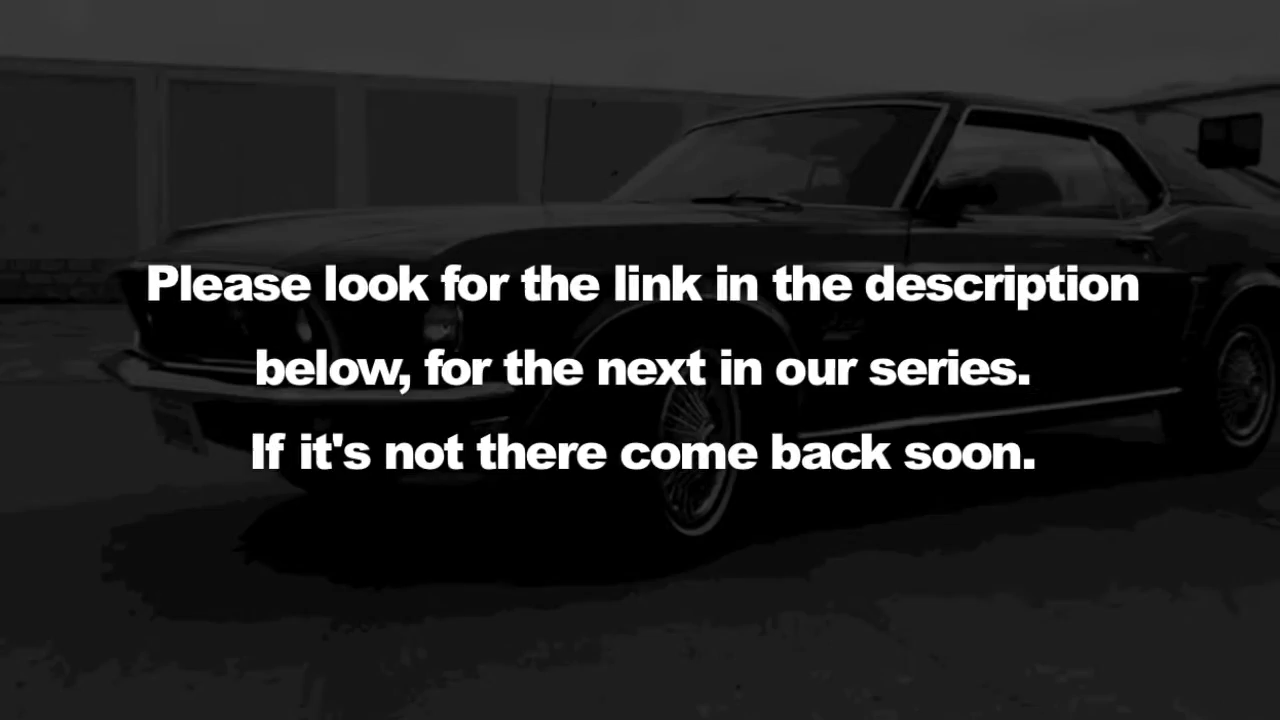 Please look for the link in the description
below, for the next in our series.
If it's not there come back soon.